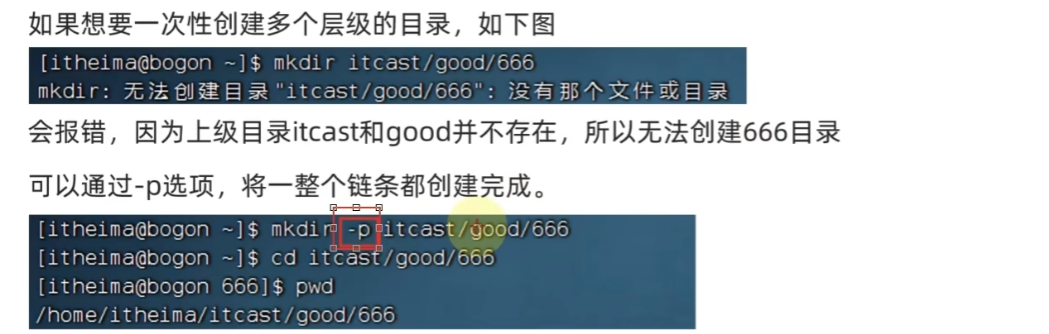 如果想要一次性创建多个层级的目录，如下图
[itheima@bogon ~]$ mkdir itcast/good/666
mkdir: 无法创建目录"itcast/good/666": 没有那个文件或目录
会报错，因为上级目录itcast和good并不存在，所以无法创建666目录
可以通过-p选项，将一整个链条都创建完成。
[itheima@bogon ~]$ mkdir -p itcast/good/666
[itheima@bogon ~]$ cd itcast/good/666
[itheima@bogon 666]$ pwd
/home/itheima/itcast/good/666